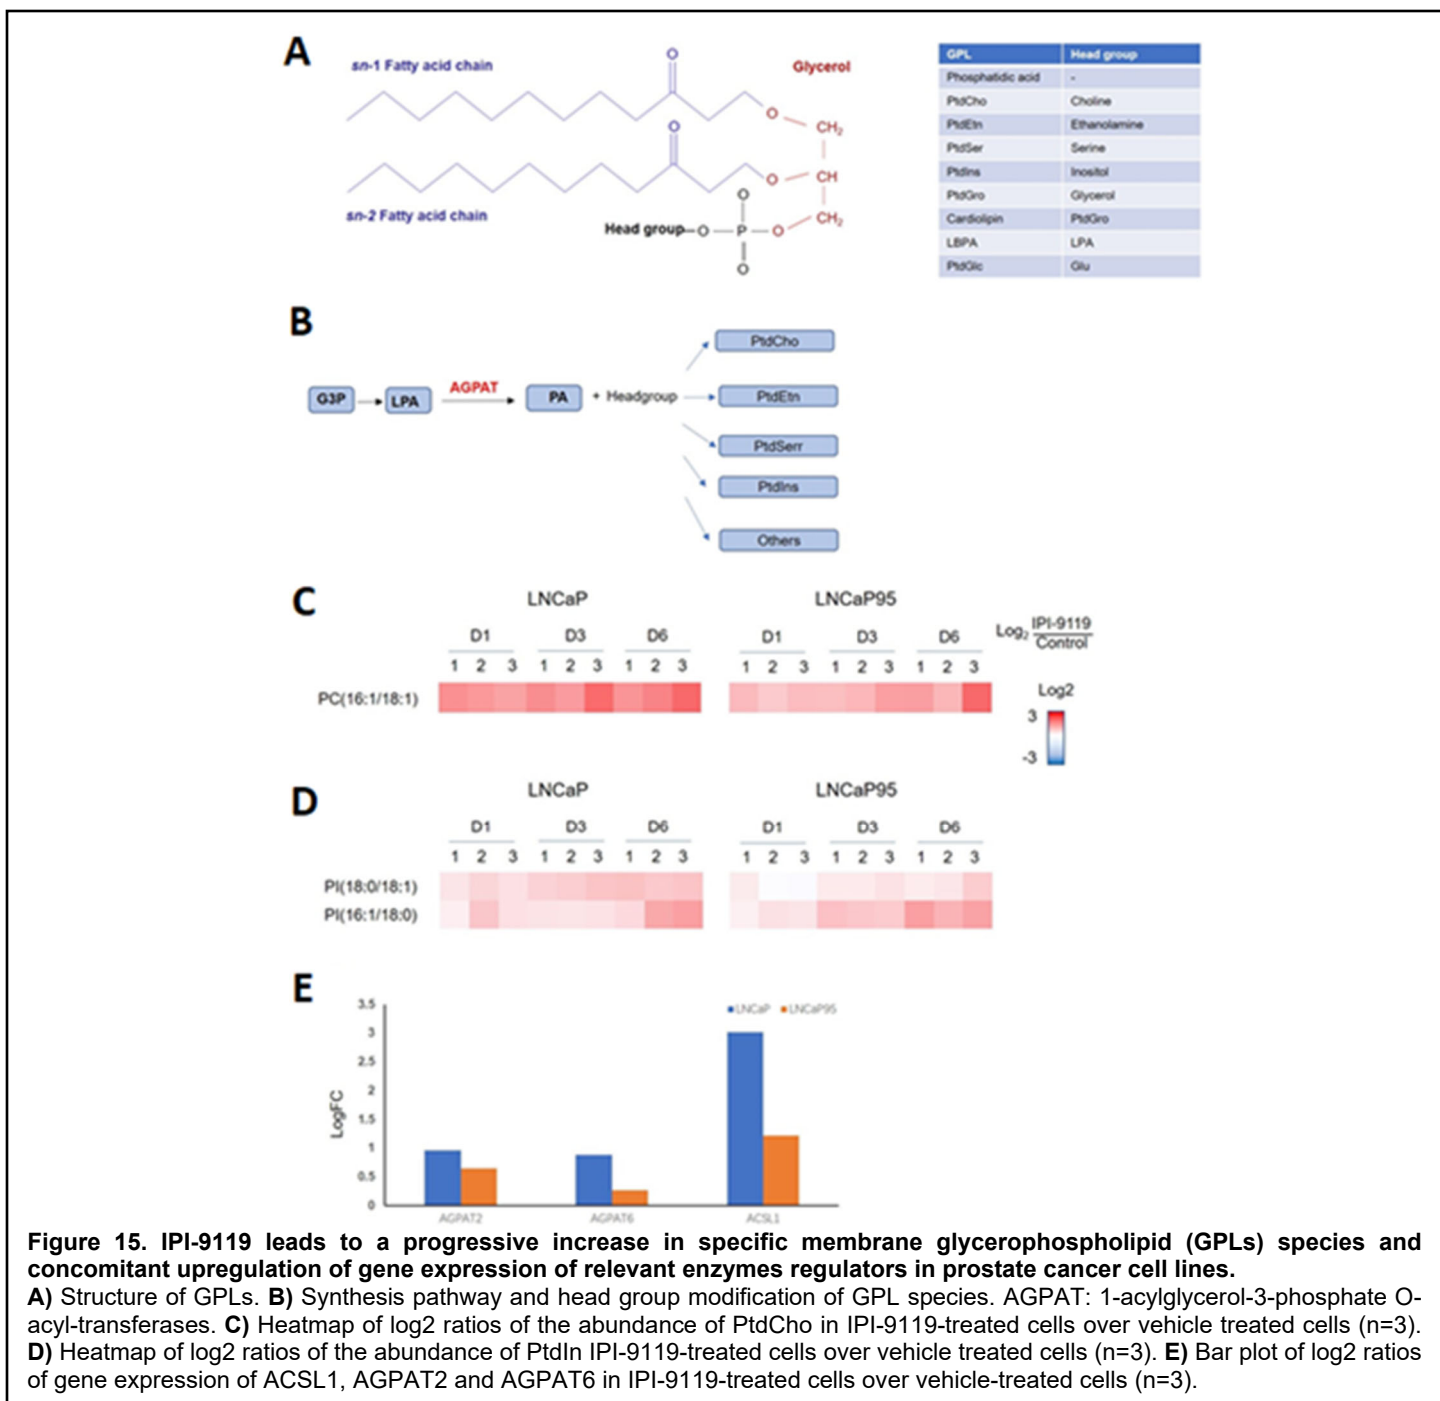 A
sn-1 Fatty acid chain
O
Glycerol
O
CH2
O
O
CH
sn-2 Fatty acid chain
O
CH2
Head group O P O
O
GPL Head group
Phosphatidic acid -
PtdCho Choline
PtdEtn Ethanolamine
PtdSer Serine
PtdIns Inositol
PtdGro Glycerol
Cardiolipin PtdGro
LBPA LPA
PtdGlc Glu
B
G3P LPA AGPAT PA + Headgroup
PtdCho
PtdEtn
PtdSerr
PtdIns
Others
C
LNCaP LNCaP95
D1 D3 D6 D1 D3 D6
1 2 3 1 2 3 1 2 3 1 2 3 1 2 3 1 2 3
PC(16:1/18:1)
Log2 IPI-9119
Control
Log2
3
-3
D
LNCaP LNCaP95
D1 D3 D6 D1 D3 D6
1 2 3 1 2 3 1 2 3 1 2 3 1 2 3 1 2 3
PI(18:0/18:1)
PI(16:1/18:0)
E
LNCaP LNCaP95
LogFC
3.5
3
2.5
2
1.5
1
0.5
0
AGPAT2 AGPAT6 ACSL1
Figure 15. IPI-9119 leads to a progressive increase in specific membrane glycerophospholipid (GPLs) species and
concomitant upregulation of gene expression of relevant enzymes regulators in prostate cancer cell lines.
A) Structure of GPLs. B) Synthesis pathway and head group modification of GPL species. AGPAT: 1-acylglycerol-3-phosphate O-
acyl-transferases. C) Heatmap of log2 ratios of the abundance of PtdCho in IPI-9119-treated cells over vehicle treated cells (n=3).
D) Heatmap of log2 ratios of the abundance of PtdIn IPI-9119-treated cells over vehicle treated cells (n=3). E) Bar plot of log2 ratios
of gene expression of ACSL1, AGPAT2 and AGPAT6 in IPI-9119-treated cells over vehicle-treated cells (n=3).